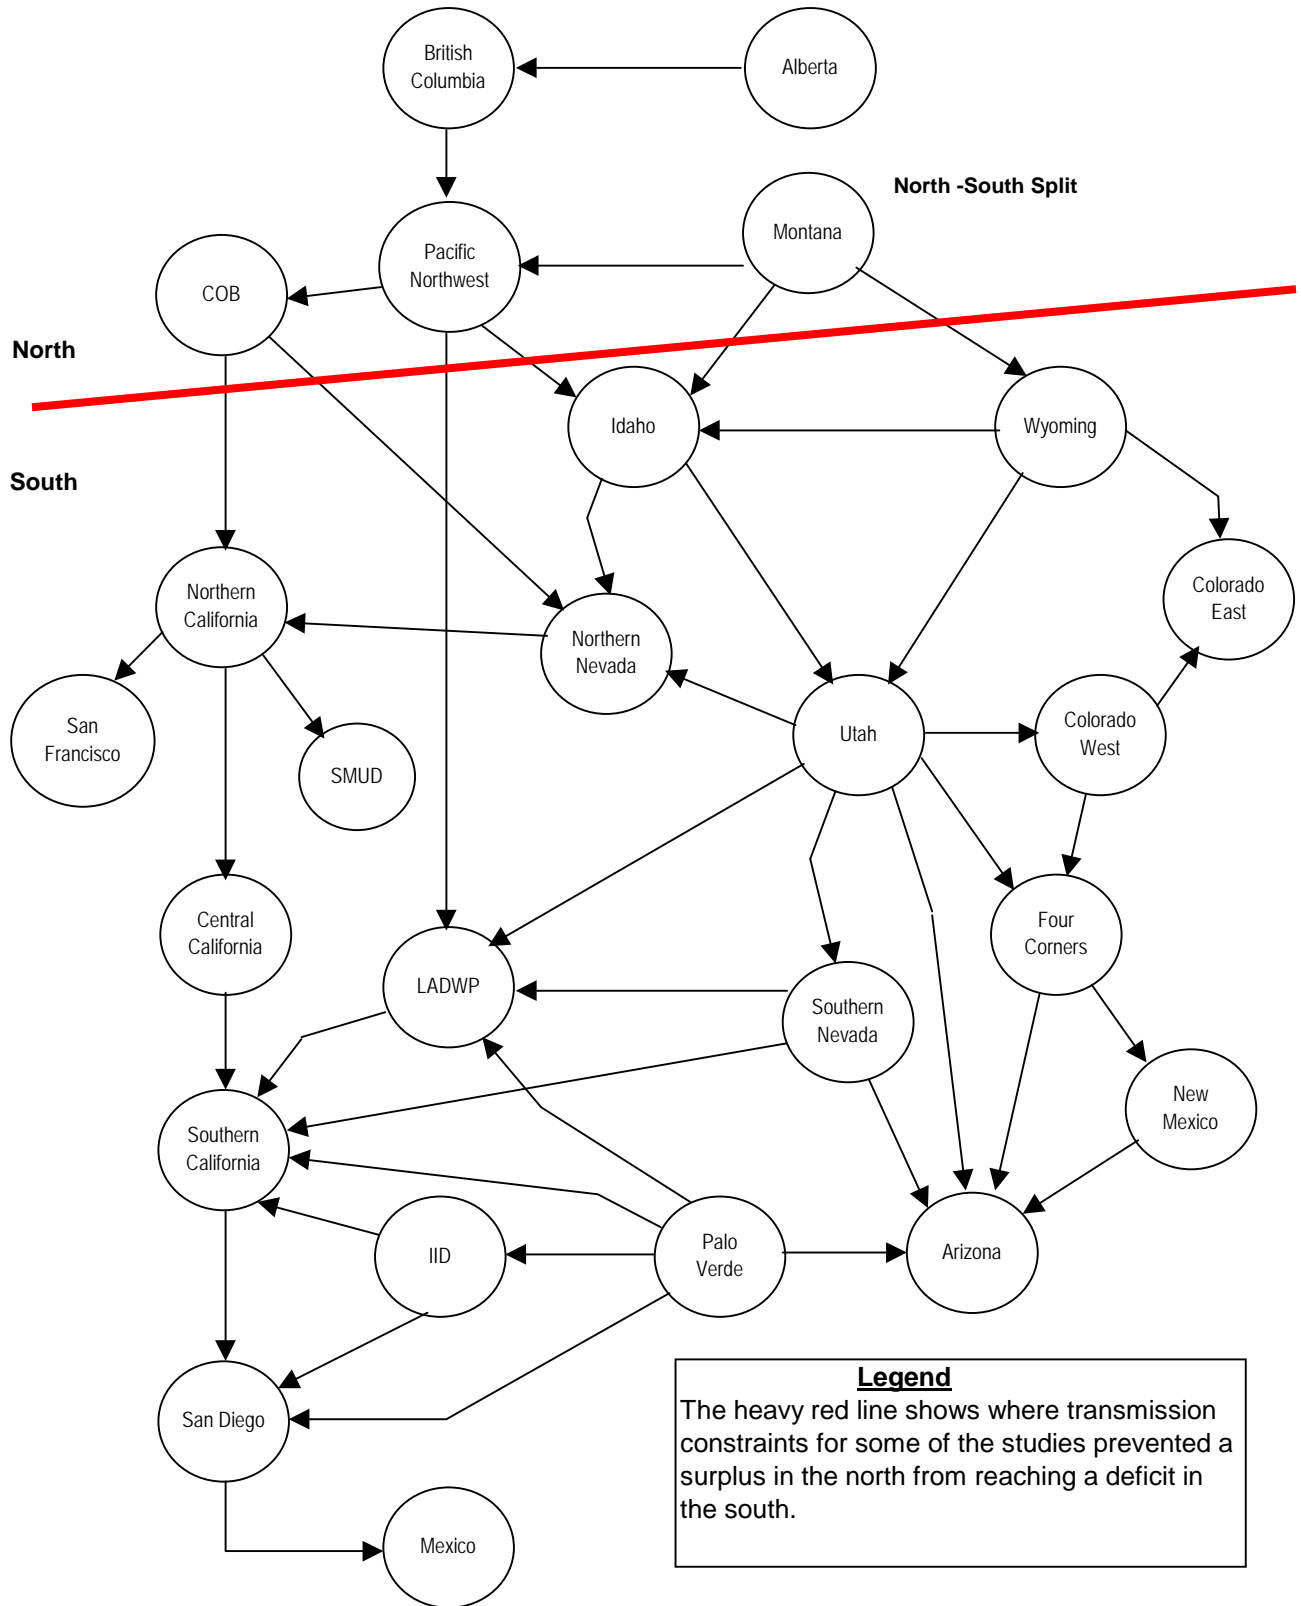 British
Columbia
Alberta
North -South Split
Montana
Pacific
Northwest
COB
North
Idaho
Wyoming
South
Colorado
East
Northern
California
Northern
Nevada
San
Francisco
SMUD
Utah
Colorado
West
Central
California
Four
Corners
LADWP
Southern
Nevada
New
Mexico
Southern
California
IID
Palo
Verde
Arizona
San Diego
Legend
The heavy red line shows where transmission
constraints for some of the studies prevented a
surplus in the north from reaching a deficit in
the south.
Mexico